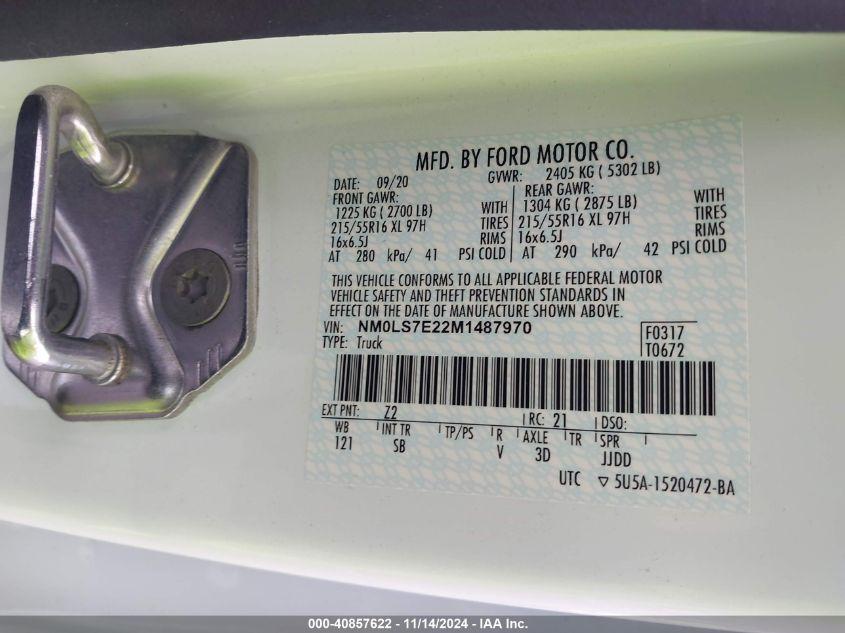 MFD. BY FORD MOTOR CO.
DATE: 09/20 GVWR: 2405 KG ( 5302 LB)
FRONT GAWR: REAR GAWR:
1225 KG ( 2700 LB) WITH 1304 KG ( 2875 LB) WITH
215/55R16 XL 97H TIRES 215/55R16 XL 97H TIRES
16x6.5J RIMS 16x6.5J RIMS
AT 280 kPa/ 41 PSI COLD AT 290 kPa/ 42 PSI COLD
THIS VEHICLE CONFORMS TO ALL APPLICABLE FEDERAL MOTOR
VEHICLE SAFETY AND THEFT PREVENTION STANDARDS IN
EFFECT ON THE DATE OF MANUFACTURE SHOWN ABOVE.
VIN: NM0LS7E22M1487970 F0317
TYPE: Truck T0672
EXT PNT: Z2 RC: 21 DSO:
WB INT TR TP/PS R AXLE TR SPR
121 SB V 3D JJDD
UTC ▽ 5U5A-1520472-BA
000-40857622 - 11/14/2024 - IAA Inc.